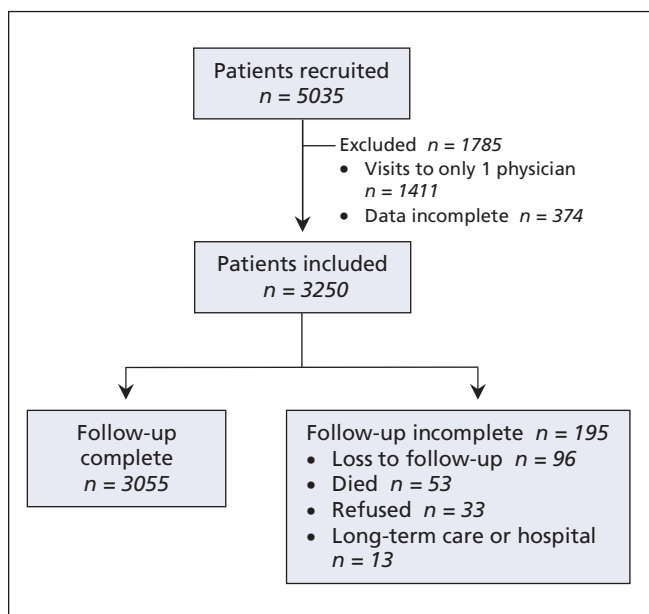 Patients recruited
n = 5035
Excluded n = 1785
• Visits to only 1 physician
n = 1411
• Data incomplete n = 374
Patients included
n = 3250
Follow-up
complete
n = 3055
Follow-up incomplete n = 195
• Loss to follow-up n = 96
• Died n = 53
• Refused n = 33
• Long-term care or hospital
n = 13